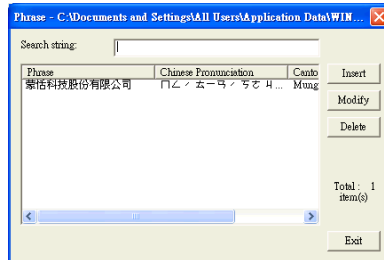 Phrase - C:\Documents and Settings\All Users\Application Data\WIN...
Search string:
Insert
Phrase Chinese Pronunciation Canto
蒙恬科技股份有限公司 ㄇㄥˊ ㄊㄧㄢˊ ㄎㄜ ㄐ... Mung
Modify
Delete
Total : 1
item(s)
Exit